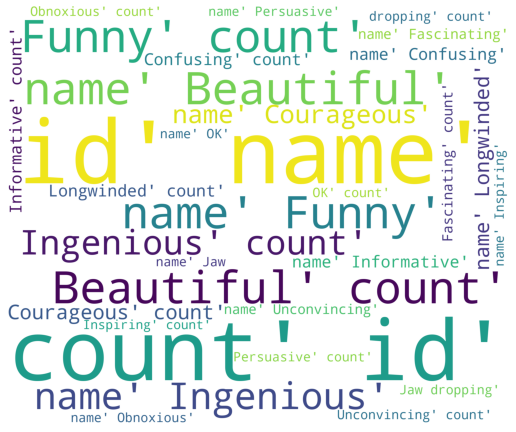 Obnoxious' count'
name' Persuasive'
dropping' count'
Funny' count'
name' Fascinating'
Confusing' count'
name' Confusing'
Informative' count'
name' Beautiful'
name' Courageous'
Fascinating' count'
name' Longwinded'
name' Inspiring'
id' name'
name' OK'
Longwinded' count'
OK' count'
name' Funny'
Ingenious' count'
name' Jaw
name' Informative'
Beautiful' count'
Courageous' count'
name' Unconvincing'
Inspiring' count'
count' id'
Persuasive' count'
name' Ingenious'
Jaw dropping'
name' Obnoxious'
Unconvincing' count'